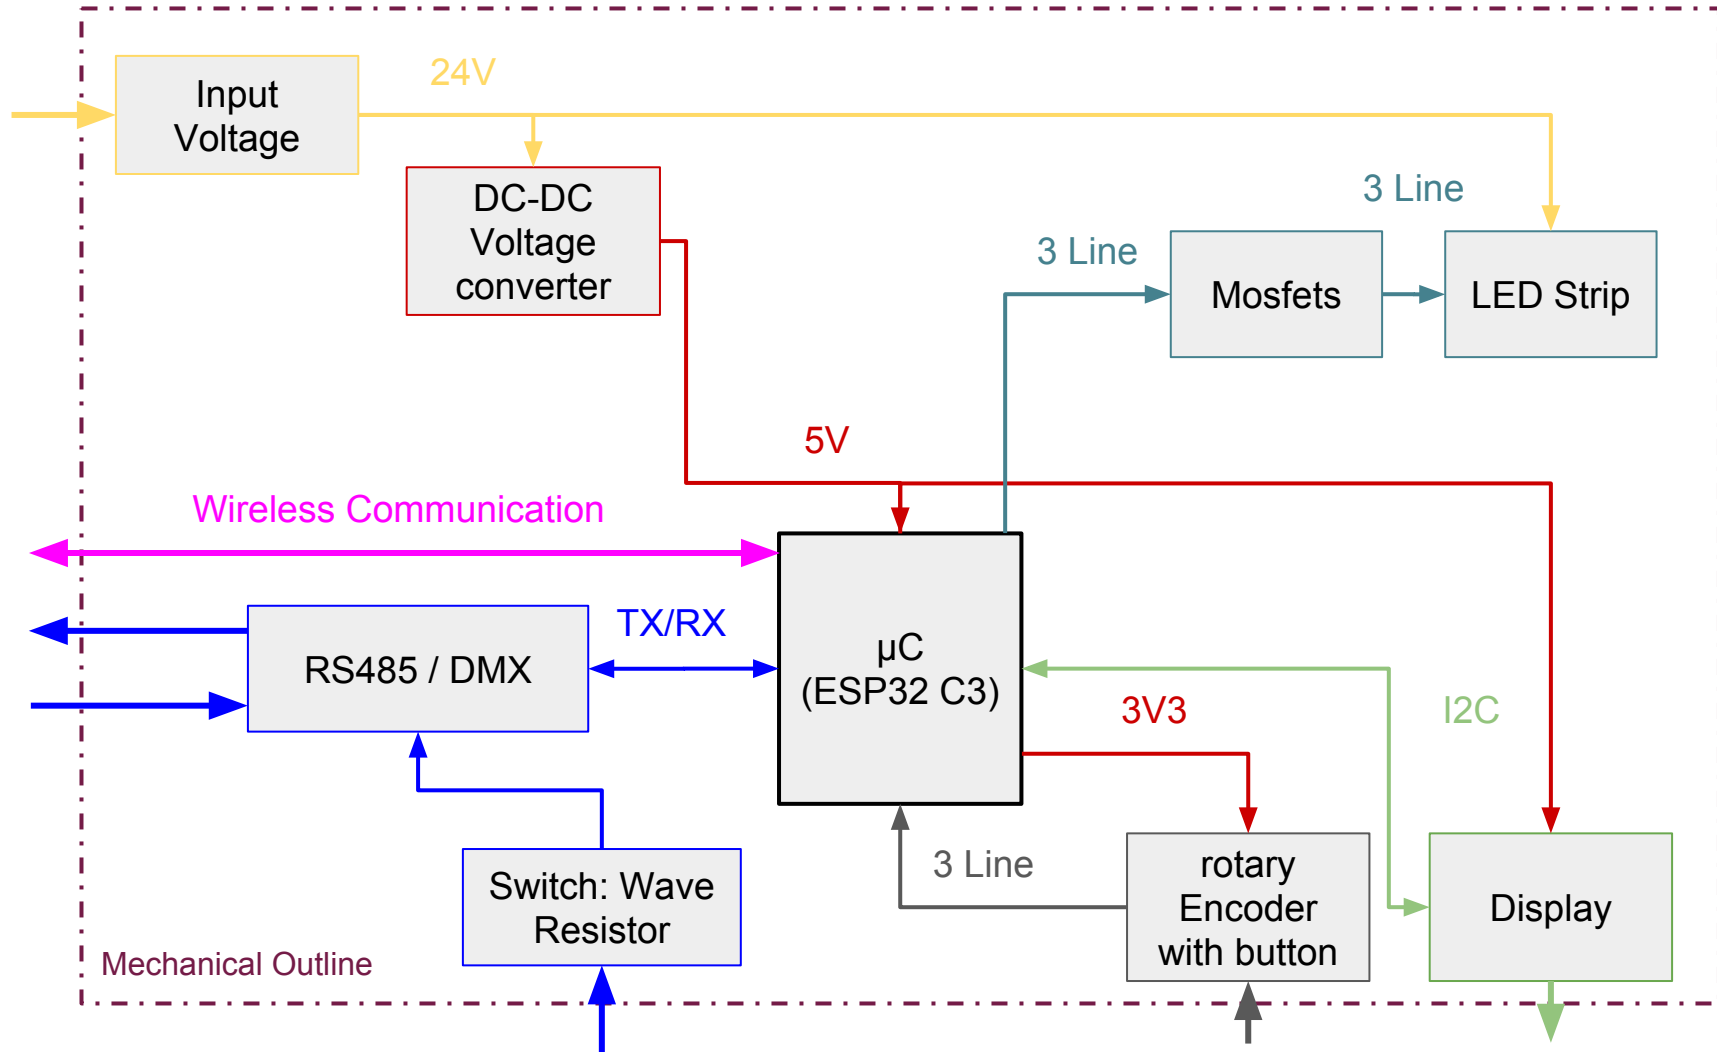 Input
Voltage
24V
DC-DC
Voltage
converter
3 Line
3 Line
Mosfets
LED Strip
5V
Wireless Communication
TX/RX
RS485 / DMX
µC
(ESP32 C3)
3V3
I2C
3 Line
Switch: Wave
Resistor
rotary
Encoder
with button
Display
Mechanical Outline